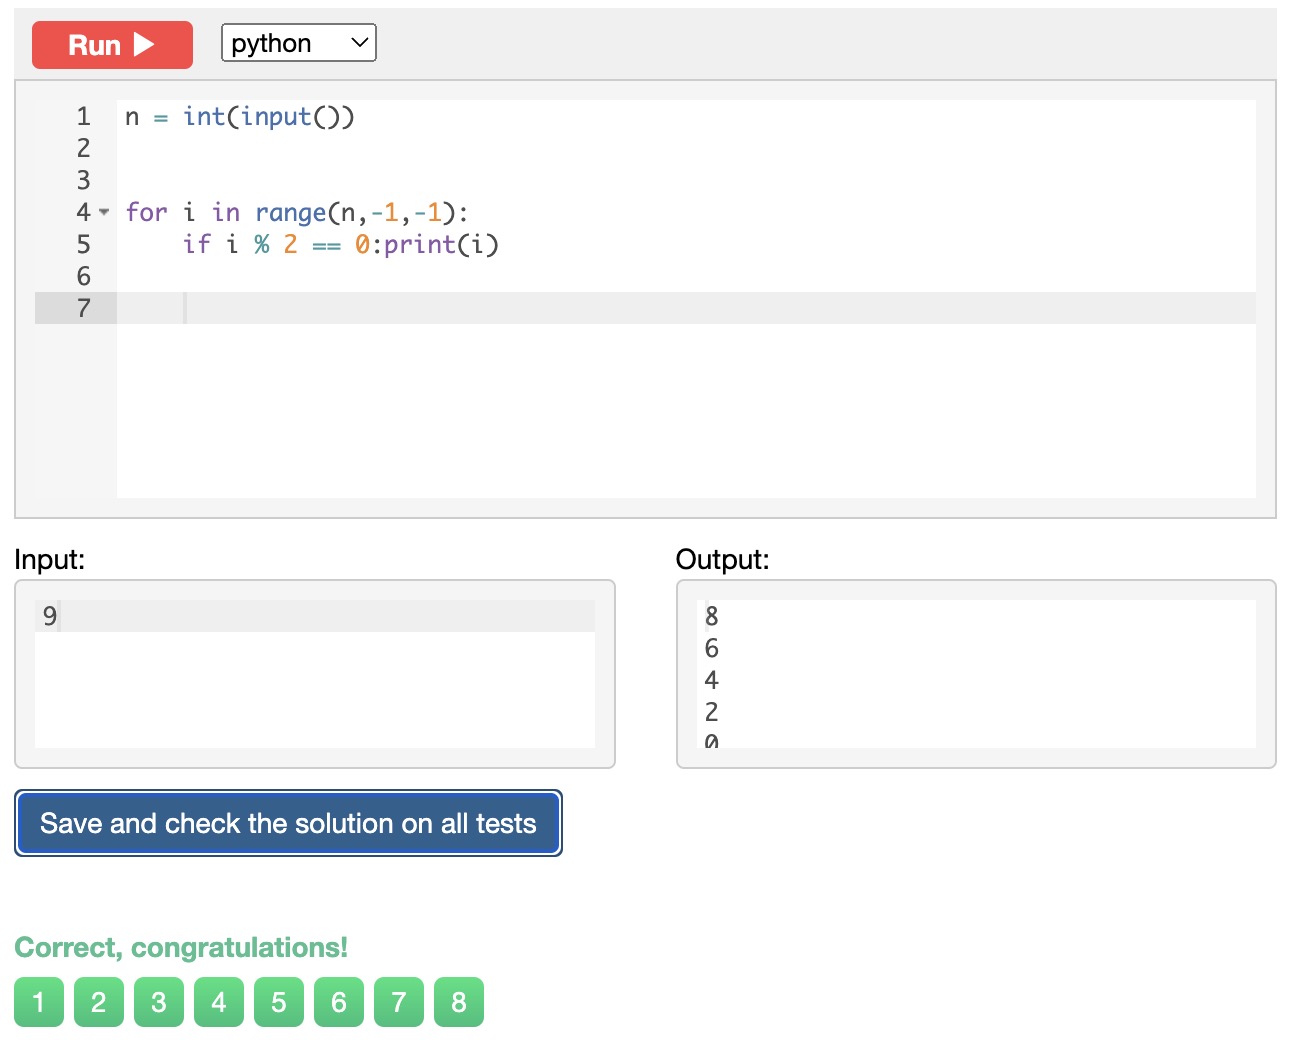 Run
python
1 n = int(input())
2
3
4 for i in range(n,-1,-1):
5     if i % 2 == 0:print(i)
6
7
Input:
Output:
9
8
6
4
2
0
Save and check the solution on all tests
Correct, congratulations!
1 2 3 4 5 6 7 8